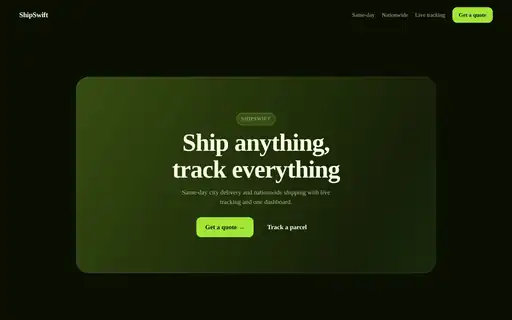 ShipSwift
Same-day Nationwide Live tracking Get a quote
SHIPSWIFT
Ship anything,
track everything
Same-day city delivery and nationwide shipping with live
tracking and one dashboard.
Get a quote → Track a parcel